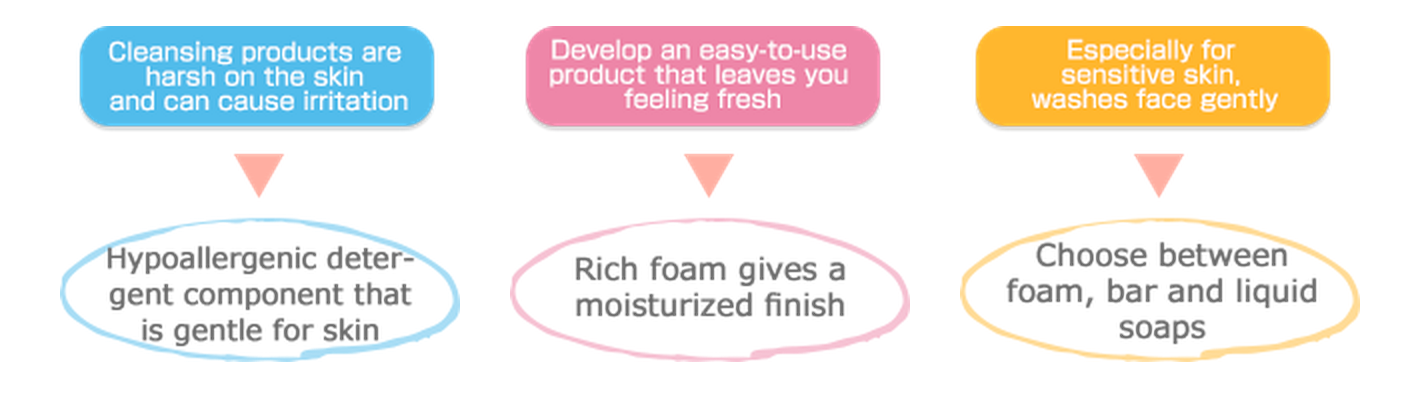 Cleansing products are
harsh on the skin
and can cause irritation
Develop an easy-to-use
product that leaves you
feeling fresh
Especially for
sensitive skin,
washes face gently
Hypoallergenic deter-
gent component that
is gentle for skin
Rich foam gives a
moisturized finish
Choose between
foam, bar and liquid
soaps